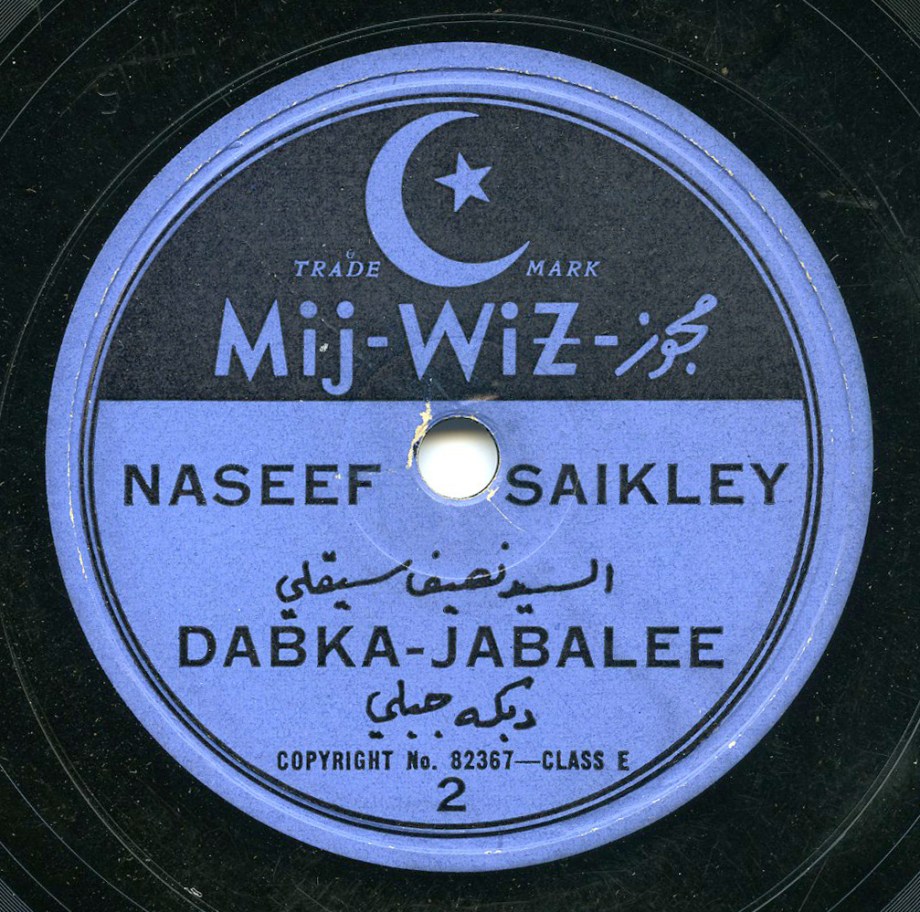 TRADE MARK
Mij-WiZ-مجوز
NASEEF SAIKLEY
السيد نصيف سيقلي
DABKA-JABALEE
دبكه جبلي
COPYRIGHT No. 82367—CLASS E
2